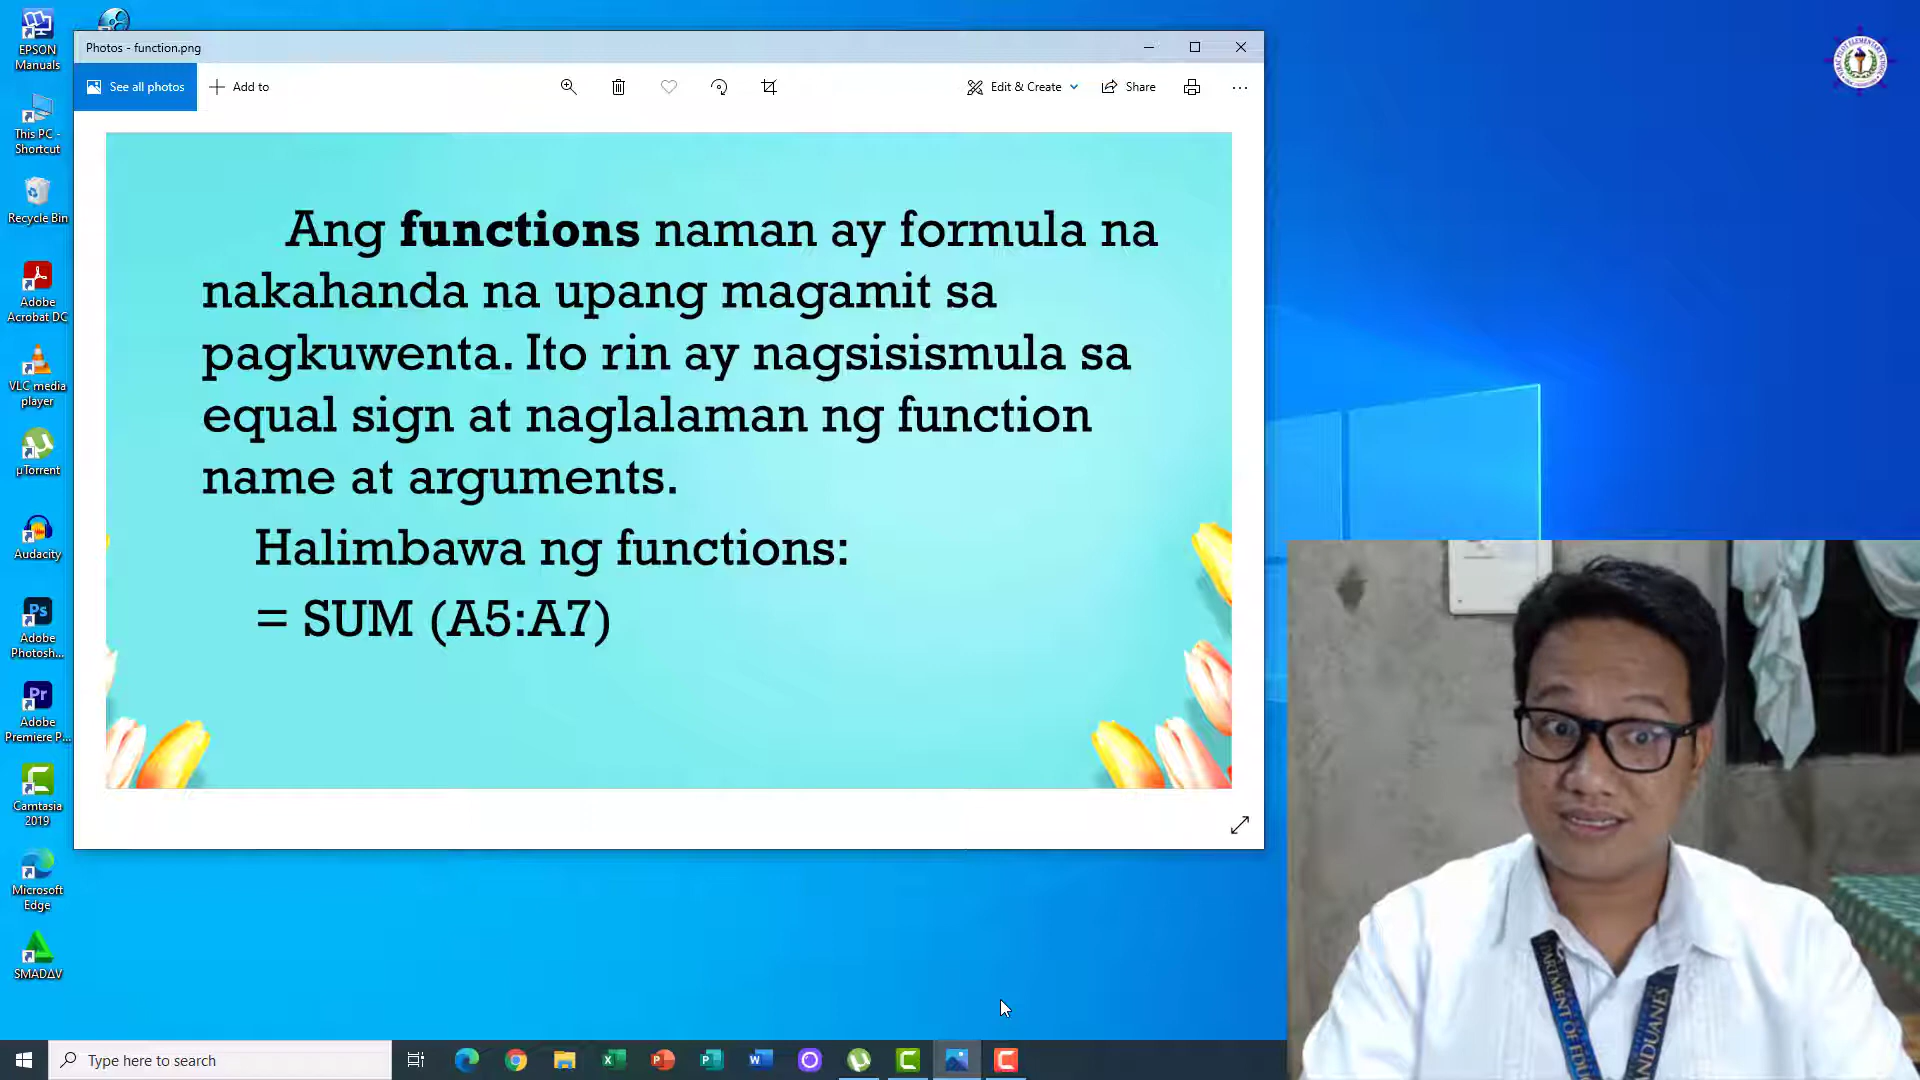 EPSON
Manuals
This PC -
Shortcut
Recycle Bin
Adobe
Acrobat DC
VLC media
player
µTorrent
Audacity
Adobe
Photosh...
Adobe
Premiere P...
Camtasia
2019
Microsoft
Edge
SMADΔV
Photos - function.png
See all photos
Add to
Edit & Create
Share
Ang functions naman ay formula na
nakahanda na upang magamit sa
pagkuwenta. Ito rin ay nagsisismula sa
equal sign at naglalaman ng function
name at arguments.
Halimbawa ng functions:
= SUM (A5:A7)
Type here to search